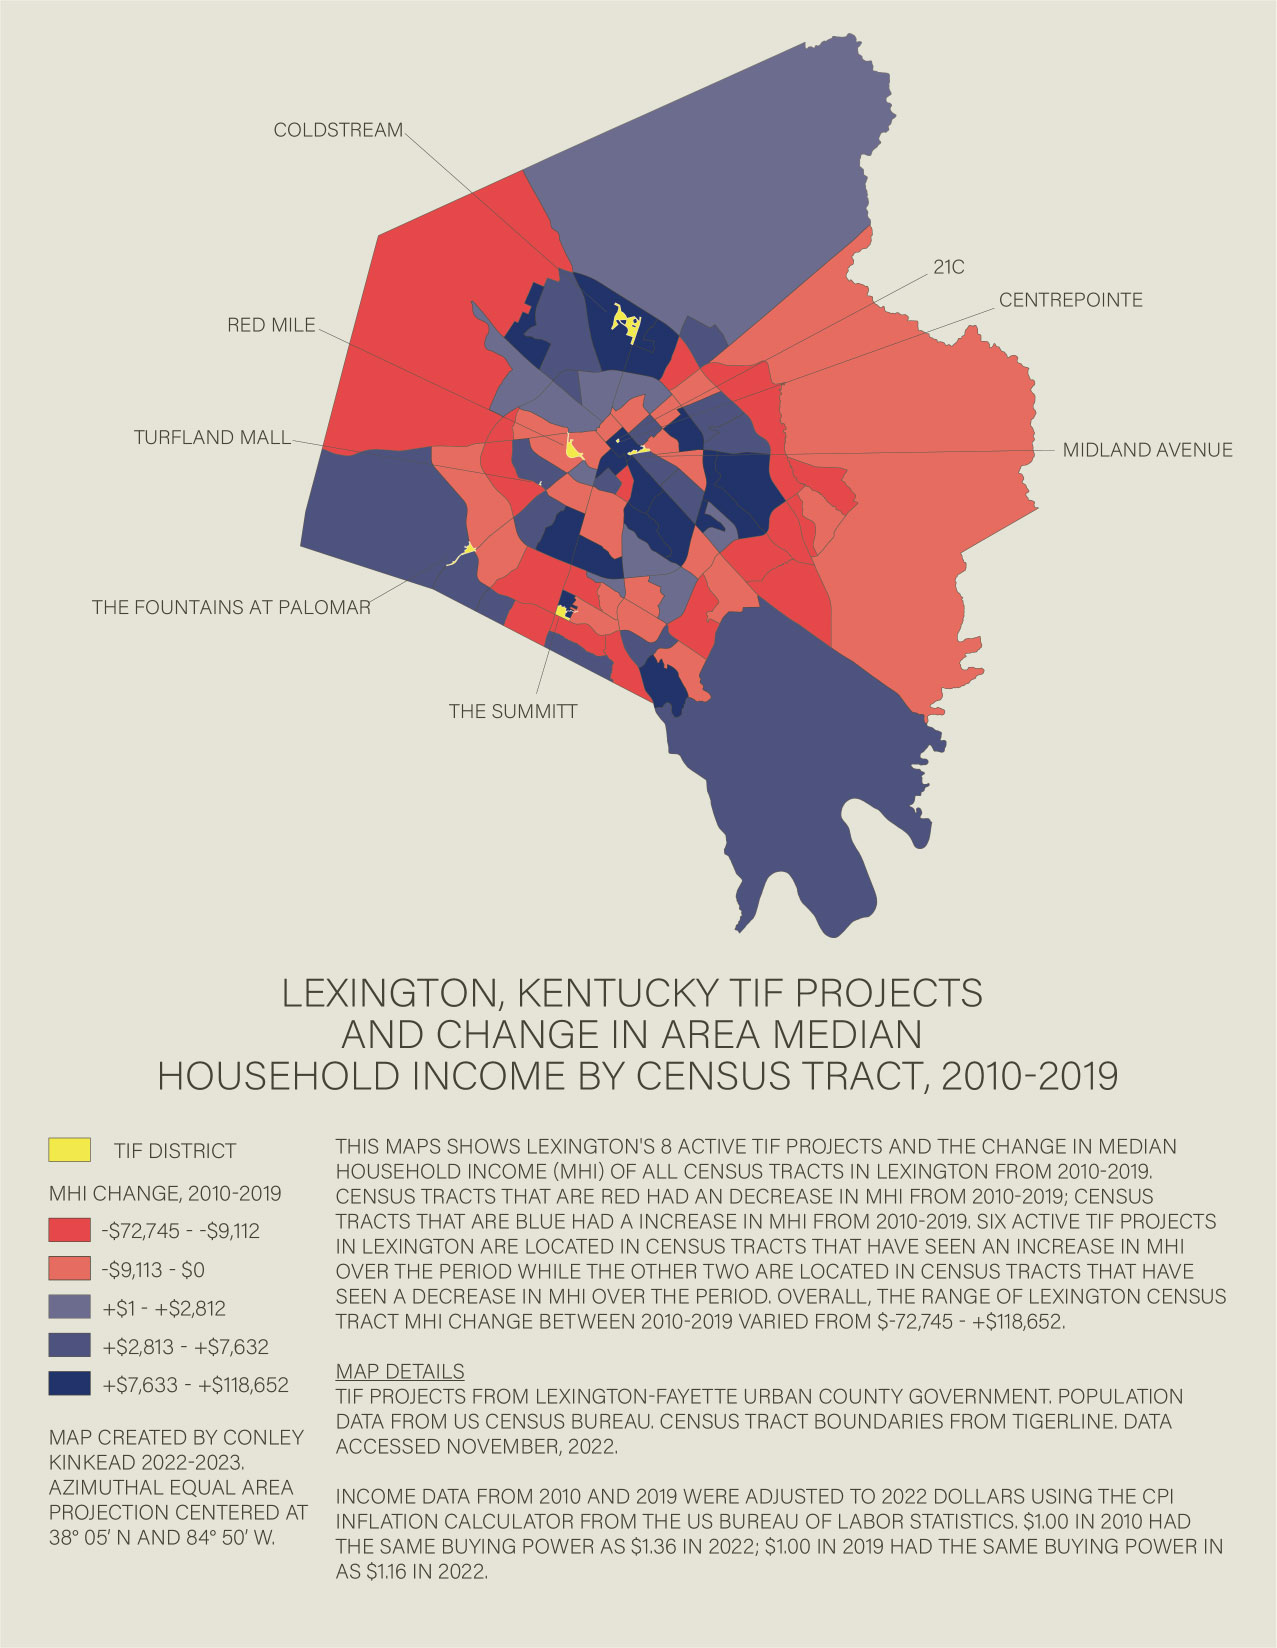 COLDSTREAM
21C
CENTREPOINTE
RED MILE
TURFLAND MALL
MIDLAND AVENUE
THE FOUNTAINS AT PALOMAR
THE SUMMITT
LEXINGTON, KENTUCKY TIF PROJECTS
AND CHANGE IN AREA MEDIAN
HOUSEHOLD INCOME BY CENSUS TRACT, 2010-2019
TIF DISTRICT
MHI CHANGE, 2010-2019
-$72,745 - -$9,112
-$9,113 - $0
+$1 - +$2,812
+$2,813 - +$7,632
+$7,633 - +$118,652
MAP CREATED BY CONLEY
KINKEAD 2022-2023.
AZIMUTHAL EQUAL AREA
PROJECTION CENTERED AT
38° 05' N AND 84° 50' W.
THIS MAPS SHOWS LEXINGTON'S 8 ACTIVE TIF PROJECTS AND THE CHANGE IN MEDIAN
HOUSEHOLD INCOME (MHI) OF ALL CENSUS TRACTS IN LEXINGTON FROM 2010-2019.
CENSUS TRACTS THAT ARE RED HAD AN DECREASE IN MHI FROM 2010-2019; CENSUS
TRACTS THAT ARE BLUE HAD A INCREASE IN MHI FROM 2010-2019. SIX ACTIVE TIF PROJECTS
IN LEXINGTON ARE LOCATED IN CENSUS TRACTS THAT HAVE SEEN AN INCREASE IN MHI
OVER THE PERIOD WHILE THE OTHER TWO ARE LOCATED IN CENSUS TRACTS THAT HAVE
SEEN A DECREASE IN MHI OVER THE PERIOD. OVERALL, THE RANGE OF LEXINGTON CENSUS
TRACT MHI CHANGE BETWEEN 2010-2019 VARIED FROM $-72,745 - +$118,652.
MAP DETAILS
TIF PROJECTS FROM LEXINGTON-FAYETTE URBAN COUNTY GOVERNMENT. POPULATION
DATA FROM US CENSUS BUREAU. CENSUS TRACT BOUNDARIES FROM TIGERLINE. DATA
ACCESSED NOVEMBER, 2022.
INCOME DATA FROM 2010 AND 2019 WERE ADJUSTED TO 2022 DOLLARS USING THE CPI
INFLATION CALCULATOR FROM THE US BUREAU OF LABOR STATISTICS. $1.00 IN 2010 HAD
THE SAME BUYING POWER AS $1.36 IN 2022; $1.00 IN 2019 HAD THE SAME BUYING POWER IN
AS $1.16 IN 2022.